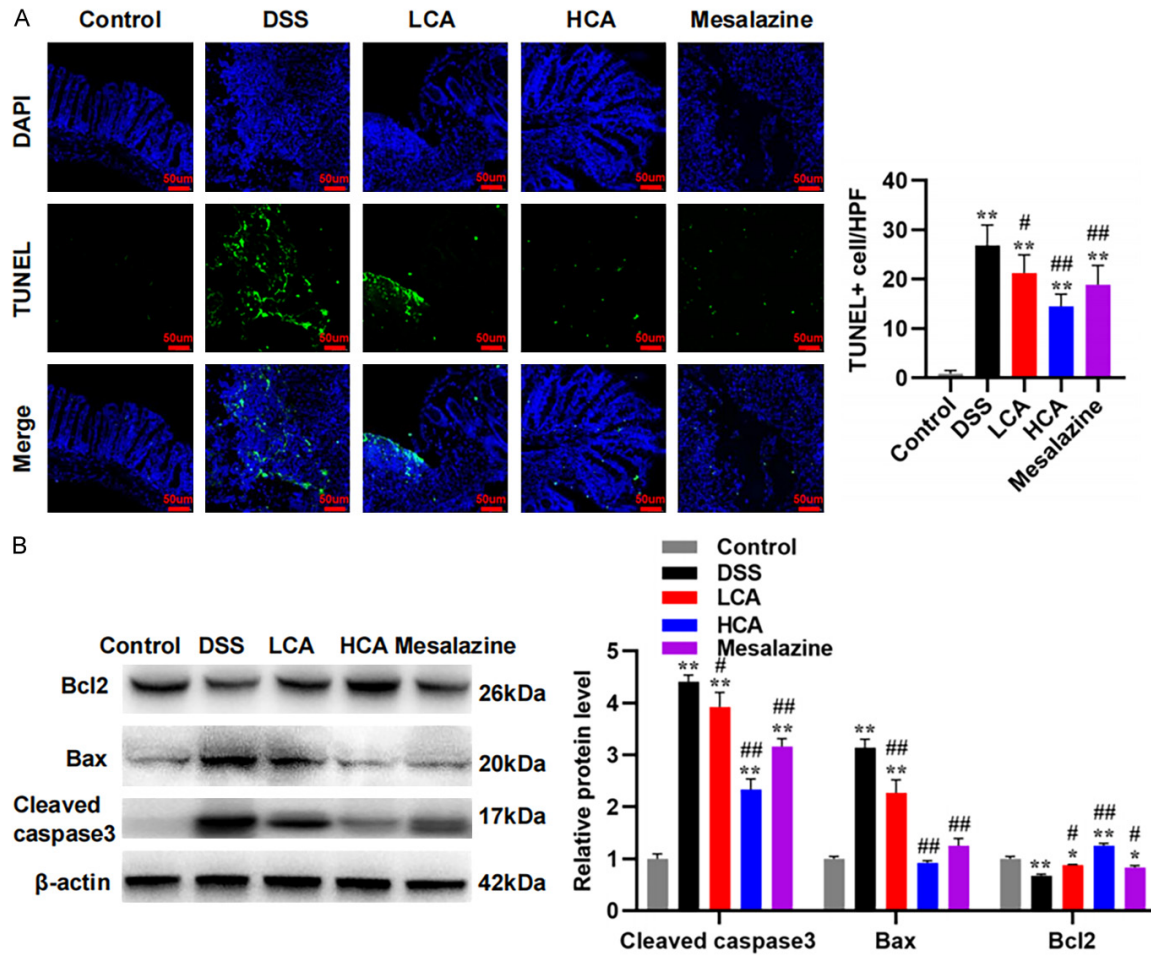 A
Control DSS LCA HCA Mesalazine
DAPI
50um 50um 50um 50um 50um
TUNEL
50um 50um 50um 50um 50um
Merge
50um 50um 50um 50um 50um
TUNEL+ cell/HPF
40
30
20
10
0
**
#
**
##
**
##
**
Control DSS LCA HCA Mesalazine
B
Control DSS LCA HCA Mesalazine
Bcl2 26kDa
Bax 20kDa
Cleaved
caspase3 17kDa
β-actin 42kDa
Control
DSS
LCA
HCA
Mesalazine
Relative protein level
5
4
3
2
1
0
**
#
**
##
**
##
**
**
##
**
##
##
**
#
*
##
**
#
*
Cleaved caspase3 Bax Bcl2